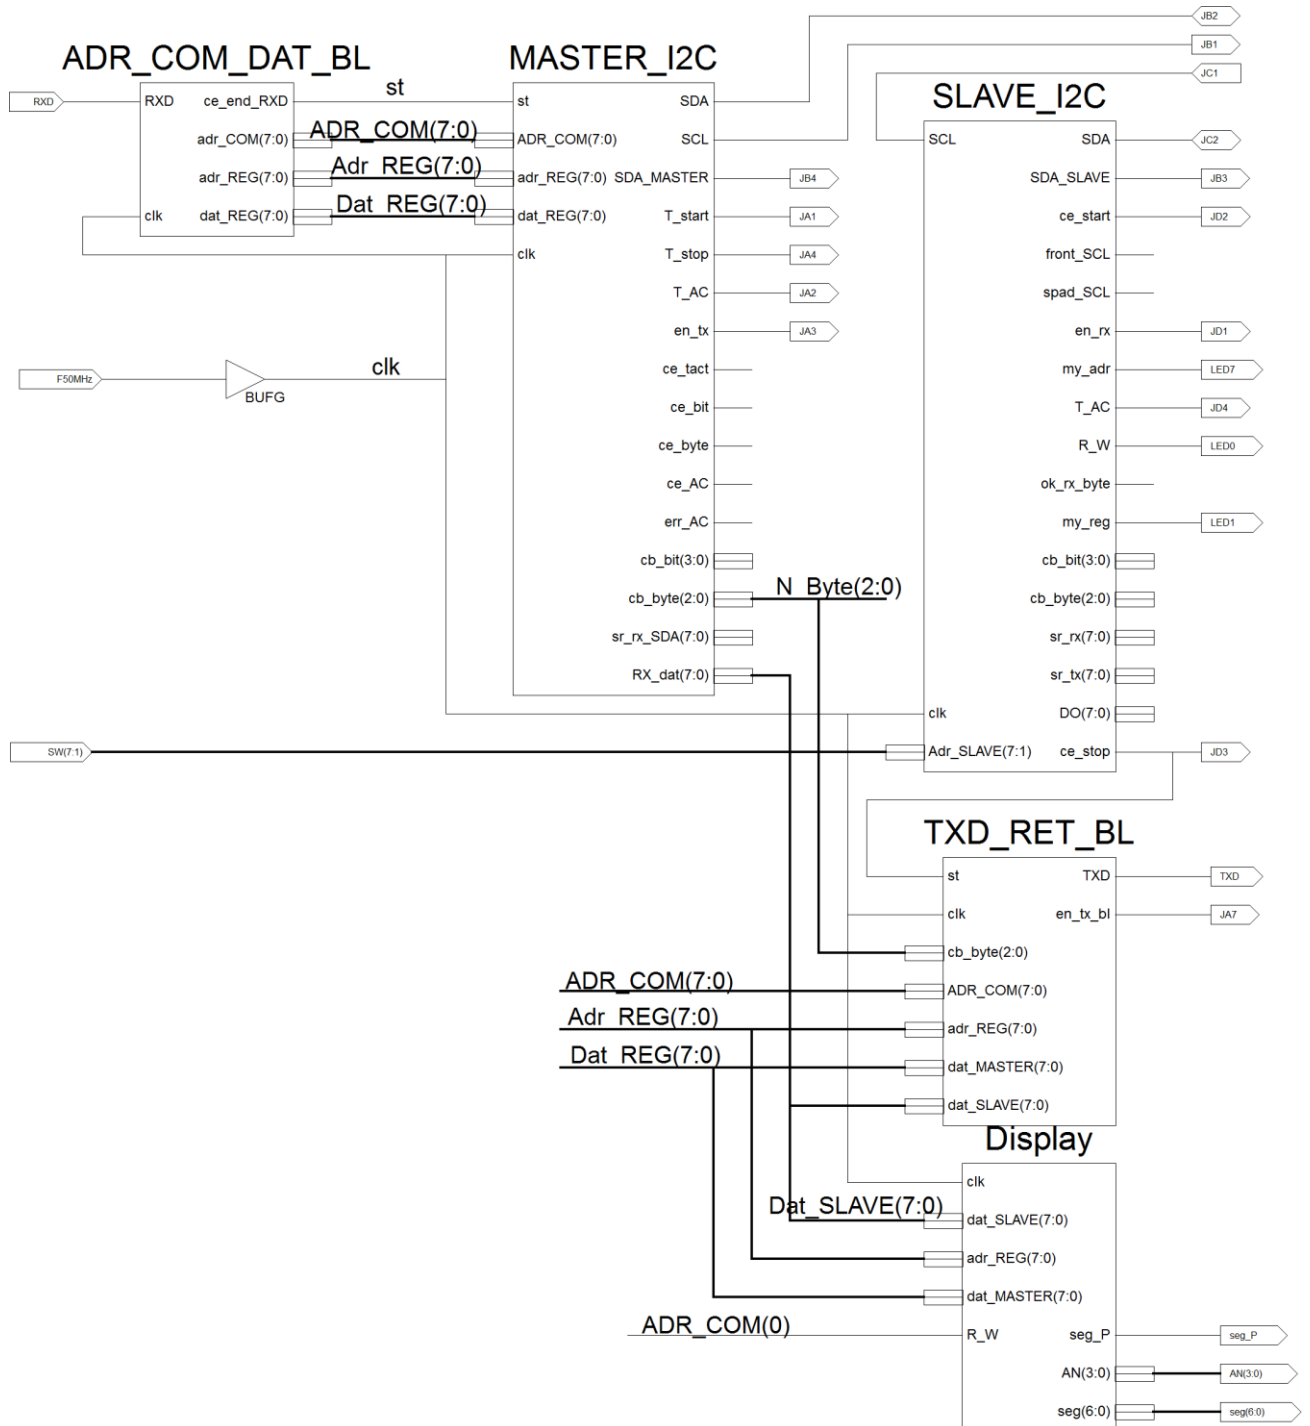 JB2
JB1
JC1
ADR_COM_DAT_BL
RXD
RXD
ce_end_RXD
adr_COM(7:0)
adr_REG(7:0)
clk
dat_REG(7:0)
st
ADR_COM(7:0)
Adr_REG(7:0)
Dat_REG(7:0)
MASTER_I2C
st
SDA
ADR_COM(7:0)
SCL
adr_REG(7:0)
SDA_MASTER
JB4
dat_REG(7:0)
T_start
JA1
clk
T_stop
JA4
T_AC
JA2
en_tx
JA3
ce_tact
ce_bit
ce_byte
ce_AC
err_AC
cb_bit(3:0)
cb_byte(2:0)
N_Byte(2:0)
sr_rx_SDA(7:0)
RX_dat(7:0)
F50MHz
BUFG
clk
SLAVE_I2C
SCL
SDA
JC2
SDA_SLAVE
JB3
ce_start
JD2
front_SCL
spad_SCL
en_rx
JD1
my_adr
LED7
T_AC
JD4
R_W
LED0
ok_rx_byte
my_reg
LED1
cb_bit(3:0)
cb_byte(2:0)
sr_rx(7:0)
sr_tx(7:0)
clk
DO(7:0)
SW(7:1)
Adr_SLAVE(7:1)
ce_stop
JD3
TXD_RET_BL
st
TXD
TXD
clk
en_tx_bl
JA7
cb_byte(2:0)
ADR_COM(7:0)
ADR_COM(7:0)
Adr_REG(7:0)
adr_REG(7:0)
Dat_REG(7:0)
dat_MASTER(7:0)
dat_SLAVE(7:0)
Display
clk
Dat_SLAVE(7:0)
dat_SLAVE(7:0)
adr_REG(7:0)
dat_MASTER(7:0)
ADR_COM(0)
R_W
seg_P
seg_P
AN(3:0)
AN(3:0)
seg(6:0)
seg(6:0)